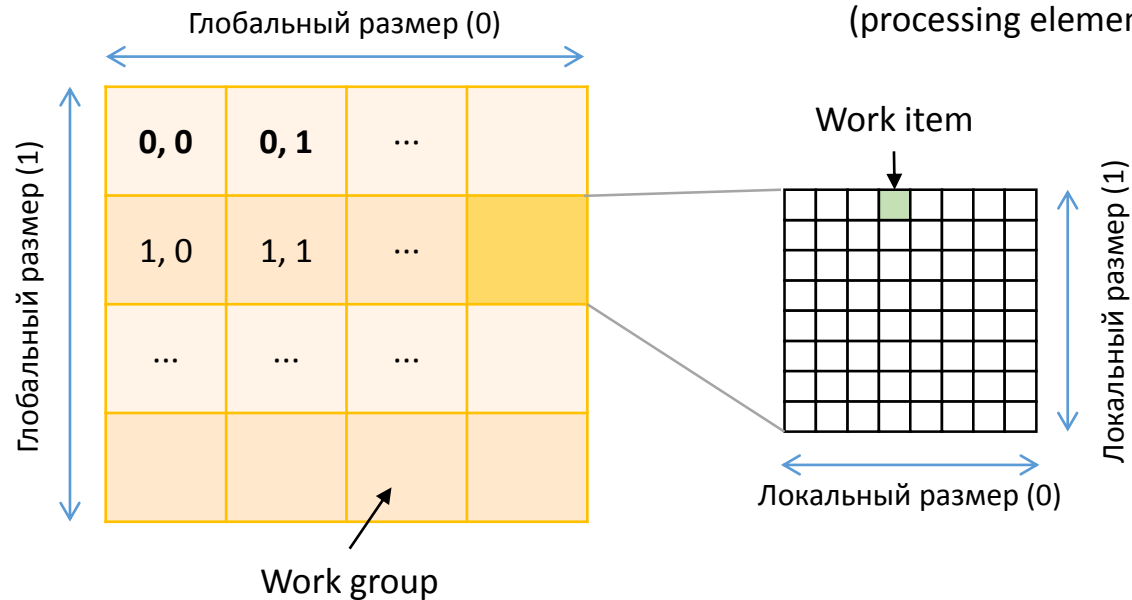 Глобальный размер (0)
(processing elemen
Глобальный размер (1)
0, 0 0, 1 ...
1, 0 1, 1 ...
... ... ...
Work group
Work item
Локальный размер (1)
Локальный размер (0)